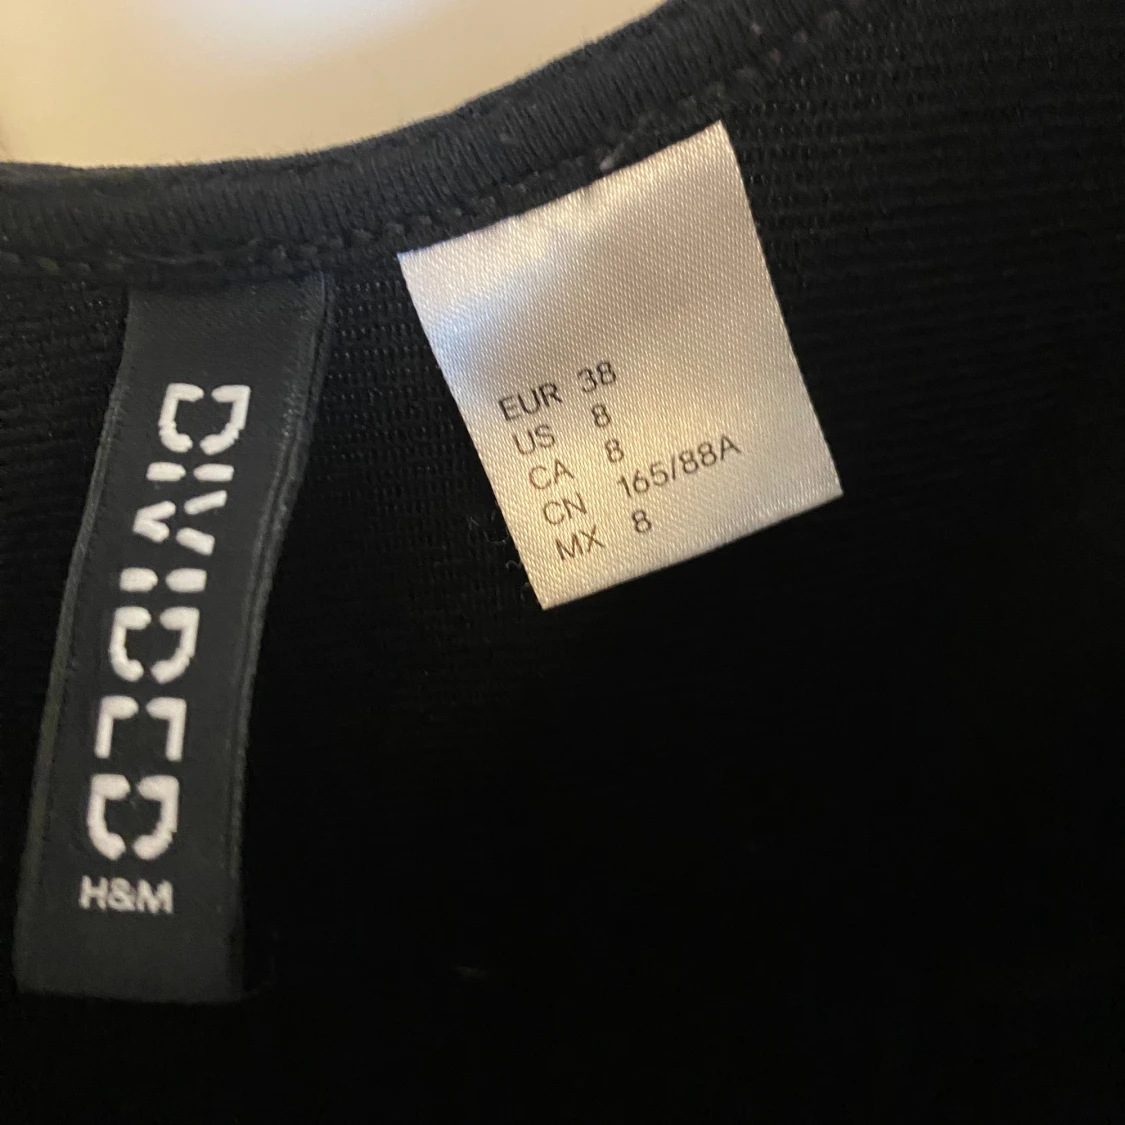 DIVIDED
H&M
EUR 38
US 8
CA 8
CN 165/88A
MX 8